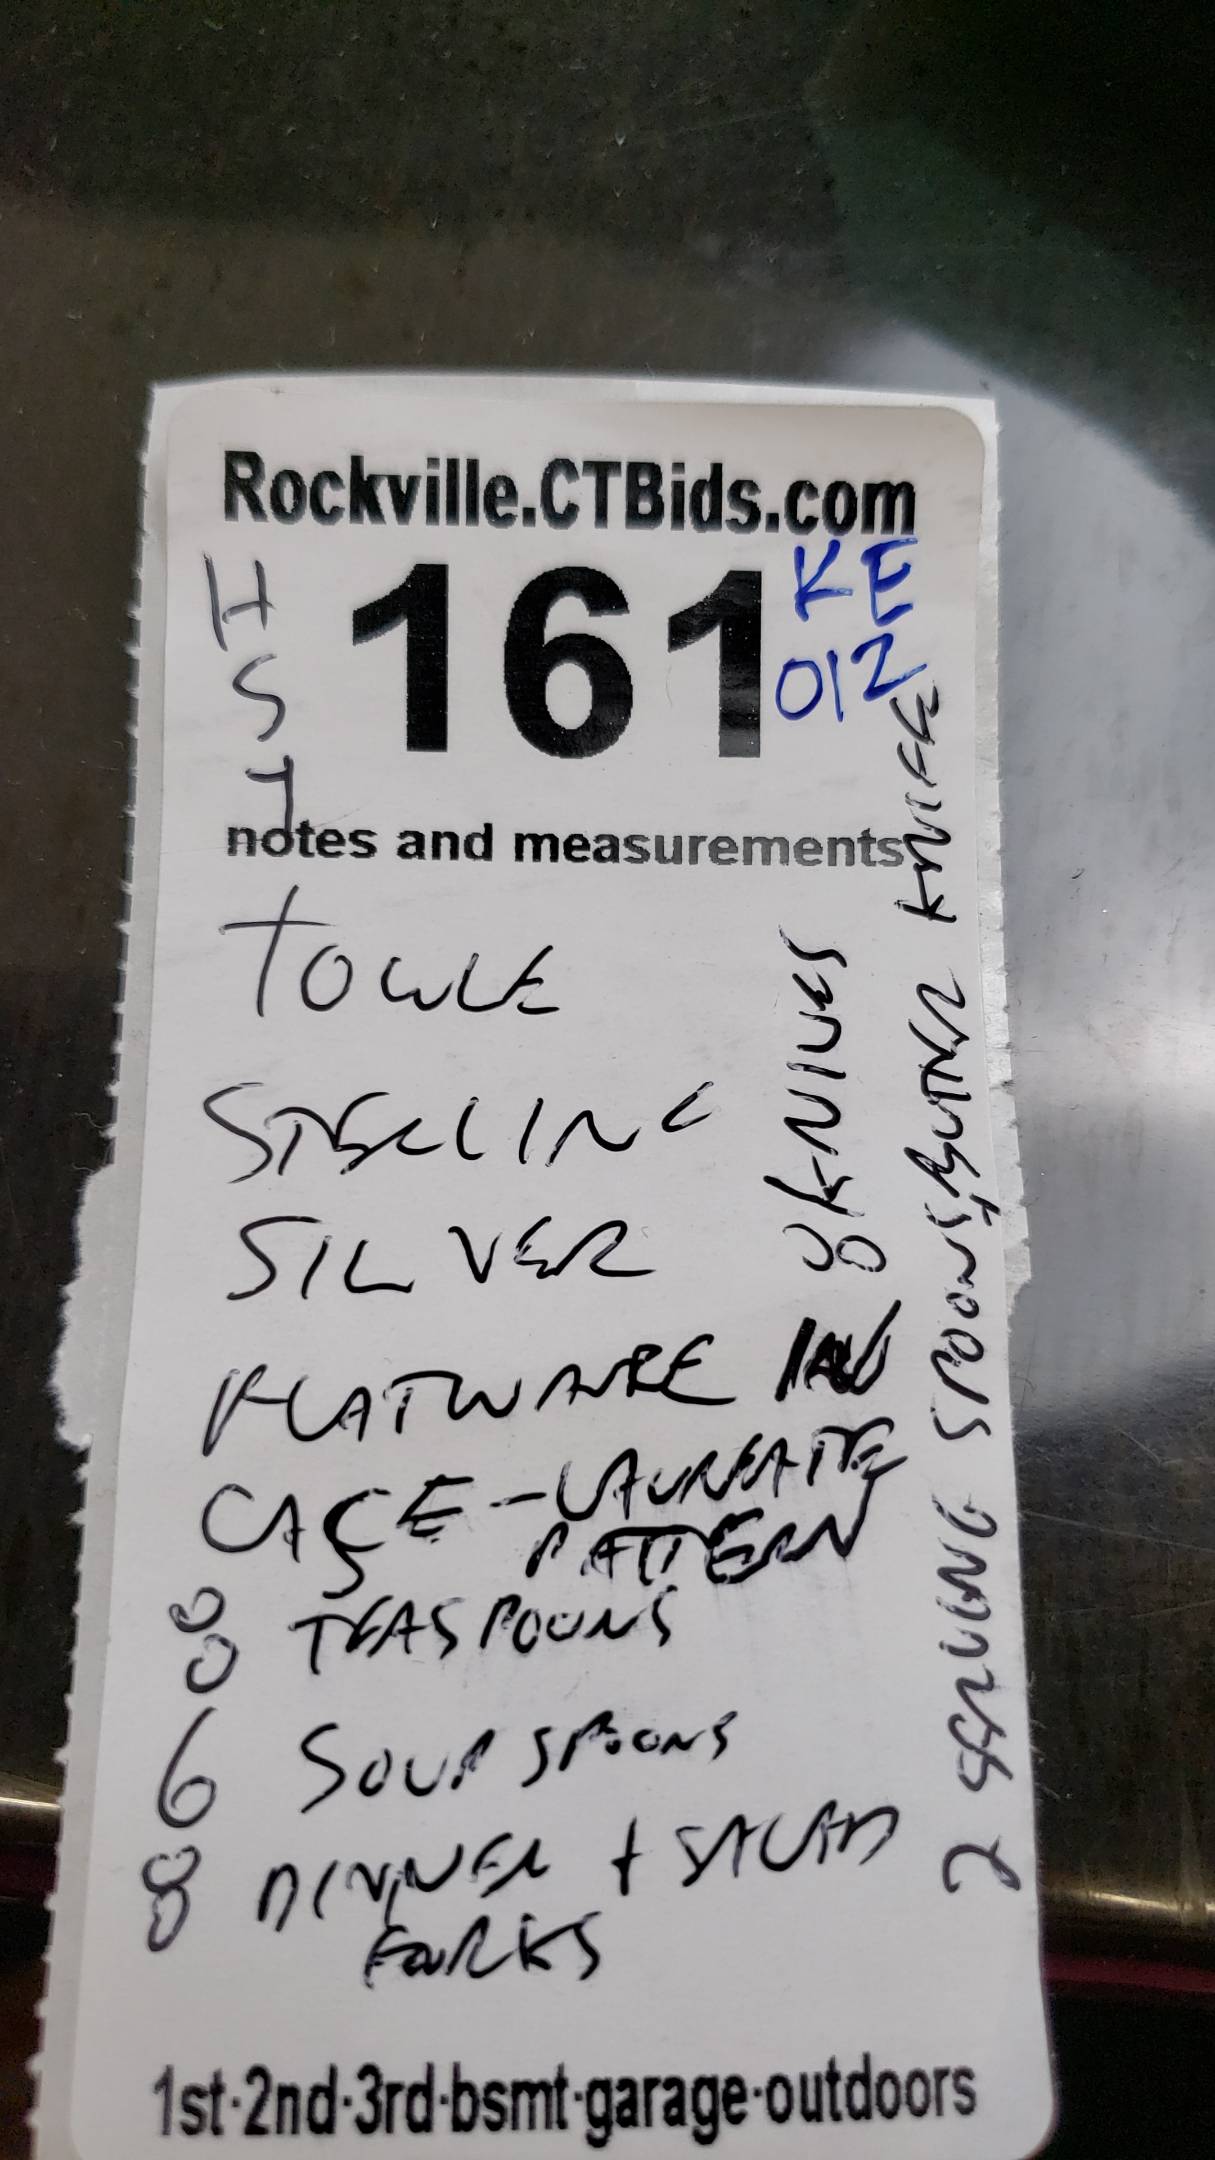 Rockville.CTBids.com
161
KE
012
H
S
notes and measurements
TOWLE
STERLING
SILVER
FLATWARE IN
CASE - LAUREATE
PATTERN
8 TEASPOONS
6 SOUP SPOONS
8 DINNER + SALAD
FORKS
8 KNIVES
2 SERVING SPOONS, + BUTTER KNIFE
1st·2nd·3rd·bsmt·garage·outdoors